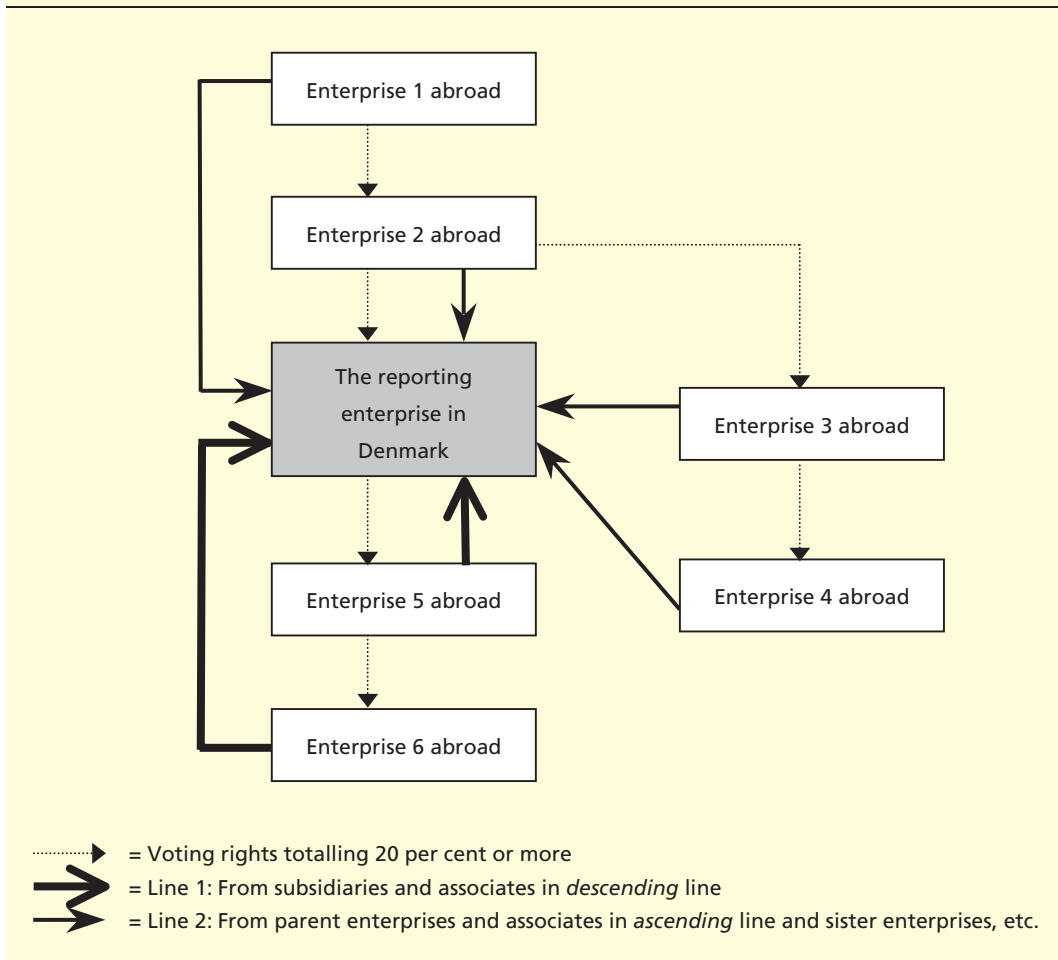 Enterprise 1 abroad
Enterprise 2 abroad
The reporting
enterprise in
Denmark
Enterprise 3 abroad
Enterprise 5 abroad
Enterprise 4 abroad
Enterprise 6 abroad
= Voting rights totalling 20 per cent or more
= Line 1: From subsidiaries and associates in descending line
= Line 2: From parent enterprises and associates in ascending line and sister enterprises, etc.